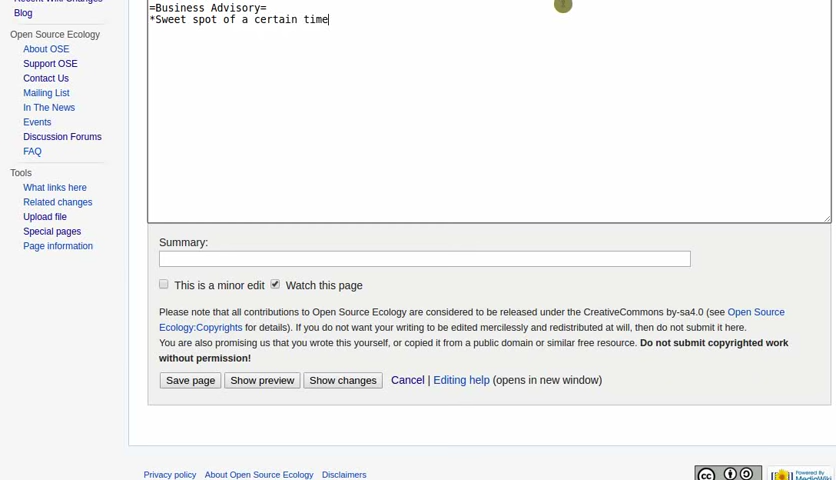 Recent Wiki Changes
Blog
Open Source Ecology
About OSE
Support OSE
Contact Us
Mailing List
In The News
Events
Discussion Forums
FAQ
Tools
What links here
Related changes
Upload file
Special pages
Page information
=Business Advisory=
*Sweet spot of a certain time
Summary:
This is a minor edit Watch this page
Please note that all contributions to Open Source Ecology are considered to be released under the CreativeCommons by-sa4.0 (see Open Source
Ecology:Copyrights for details). If you do not want your writing to be edited mercilessly and redistributed at will, then do not submit it here.
You are also promising us that you wrote this yourself, or copied it from a public domain or similar free resource. Do not submit copyrighted work
without permission!
Save page Show preview Show changes Cancel | Editing help (opens in new window)
Privacy policy About Open Source Ecology Disclaimers
cc
Powered By
MediaWiki